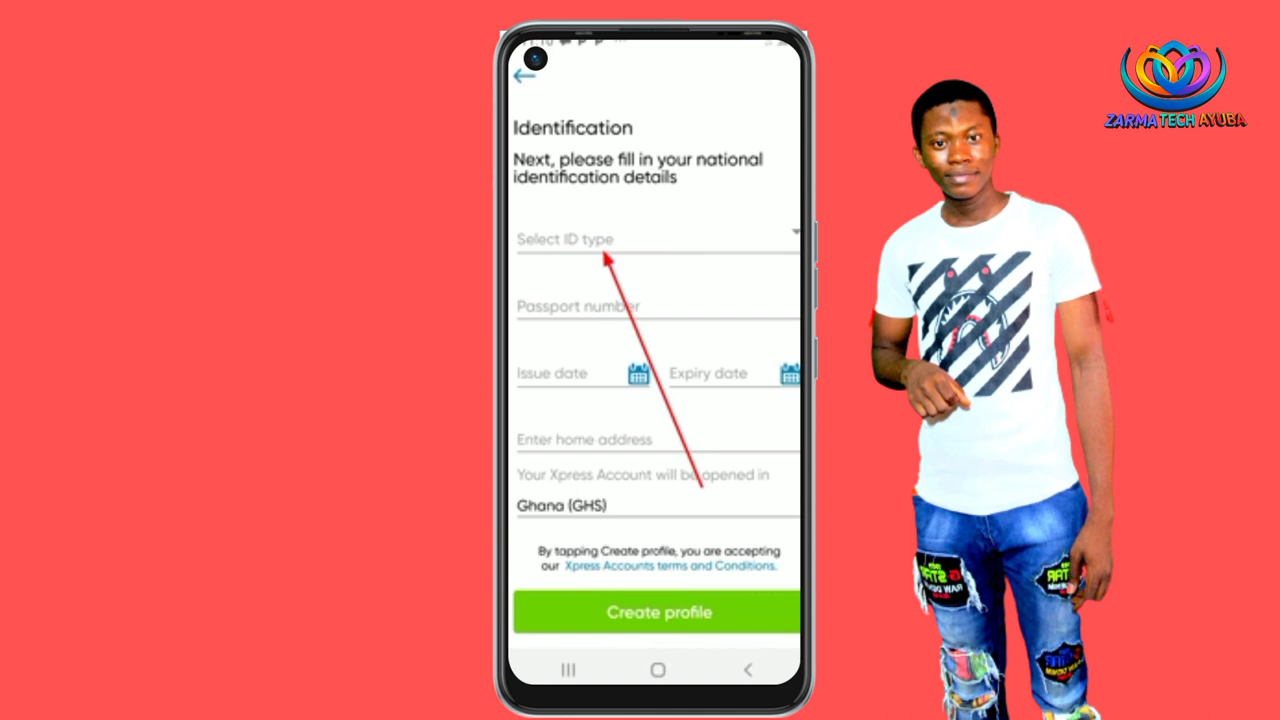 ZARMATECH AYUBA
Identification
Next, please fill in your national
identification details
Select ID type
Passport number
Issue date
Expiry date
Enter home address
Your Xpress Account will be opened in
Ghana (GHS)
By tapping Create profile, you are accepting
our Xpress Accounts terms and Conditions.
Create profile